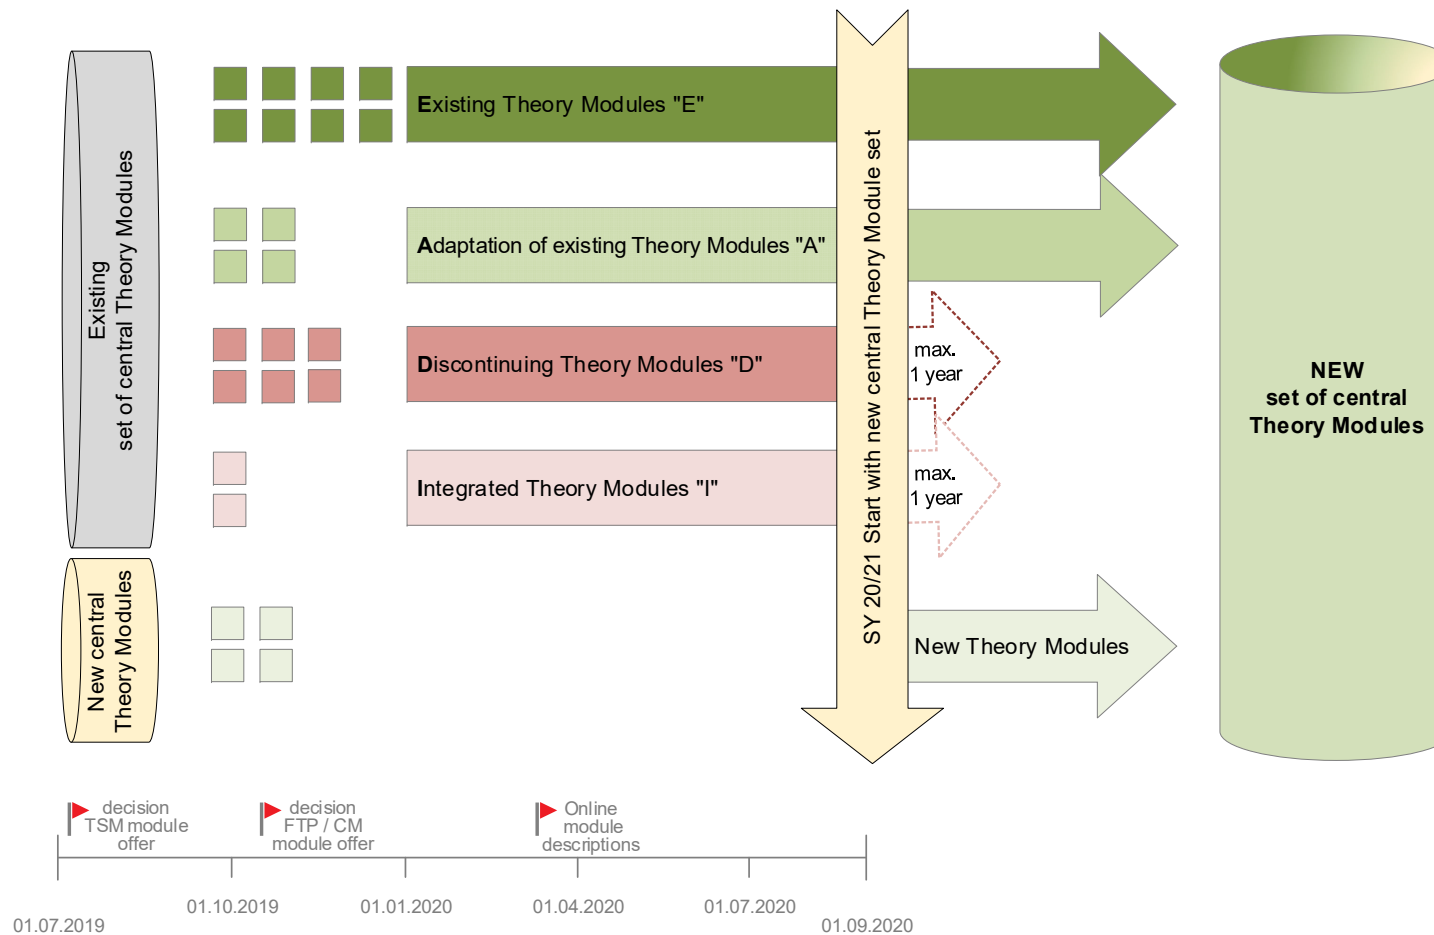 Existing
set of central Theory Modules
New central
Theory Modules
Existing Theory Modules "E"
Adaptation of existing Theory Modules "A"
Discontinuing Theory Modules "D"
Integrated Theory Modules "I"
SY 20/21 Start with new central Theory Module set
max.
1 year
max.
1 year
New Theory Modules
NEW
set of central
Theory Modules
decision
TSM module
offer
decision
FTP / CM
module offer
Online
module
descriptions
01.07.2019
01.10.2019
01.01.2020
01.04.2020
01.07.2020
01.09.2020